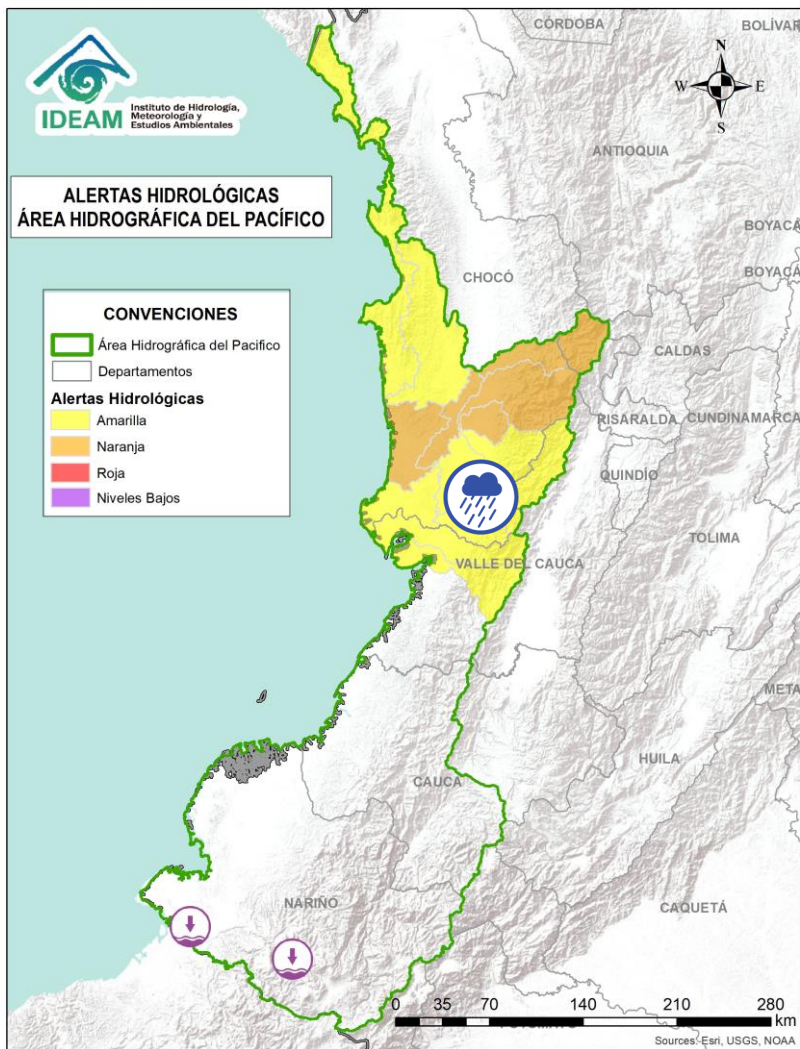 IDEAM
Instituto de Hidrología,
Meteorología y
Estudios Ambientales
ALERTAS HIDROLÓGICAS
ÁREA HIDROGRÁFICA DEL PACÍFICO
CONVENCIONES
Área Hidrográfica del Pacifico
Departamentos
Alertas Hidrológicas
Amarilla
Naranja
Roja
Niveles Bajos
N
W
E
S
CÓRDOBA
BOLÍVAR
ANTIOQUIA
BOYACÁ
BOYACÁ
CHOCÓ
CALDAS
RISARALDA
CUNDINAMARCA
QUINDÍO
TOLIMA
VALLE DEL CAUCA
META
HUILA
CAUCA
NARIÑO
CAQUETÁ
0 35 70 140 210 280
km
Sources: Esri, USGS, NOAA